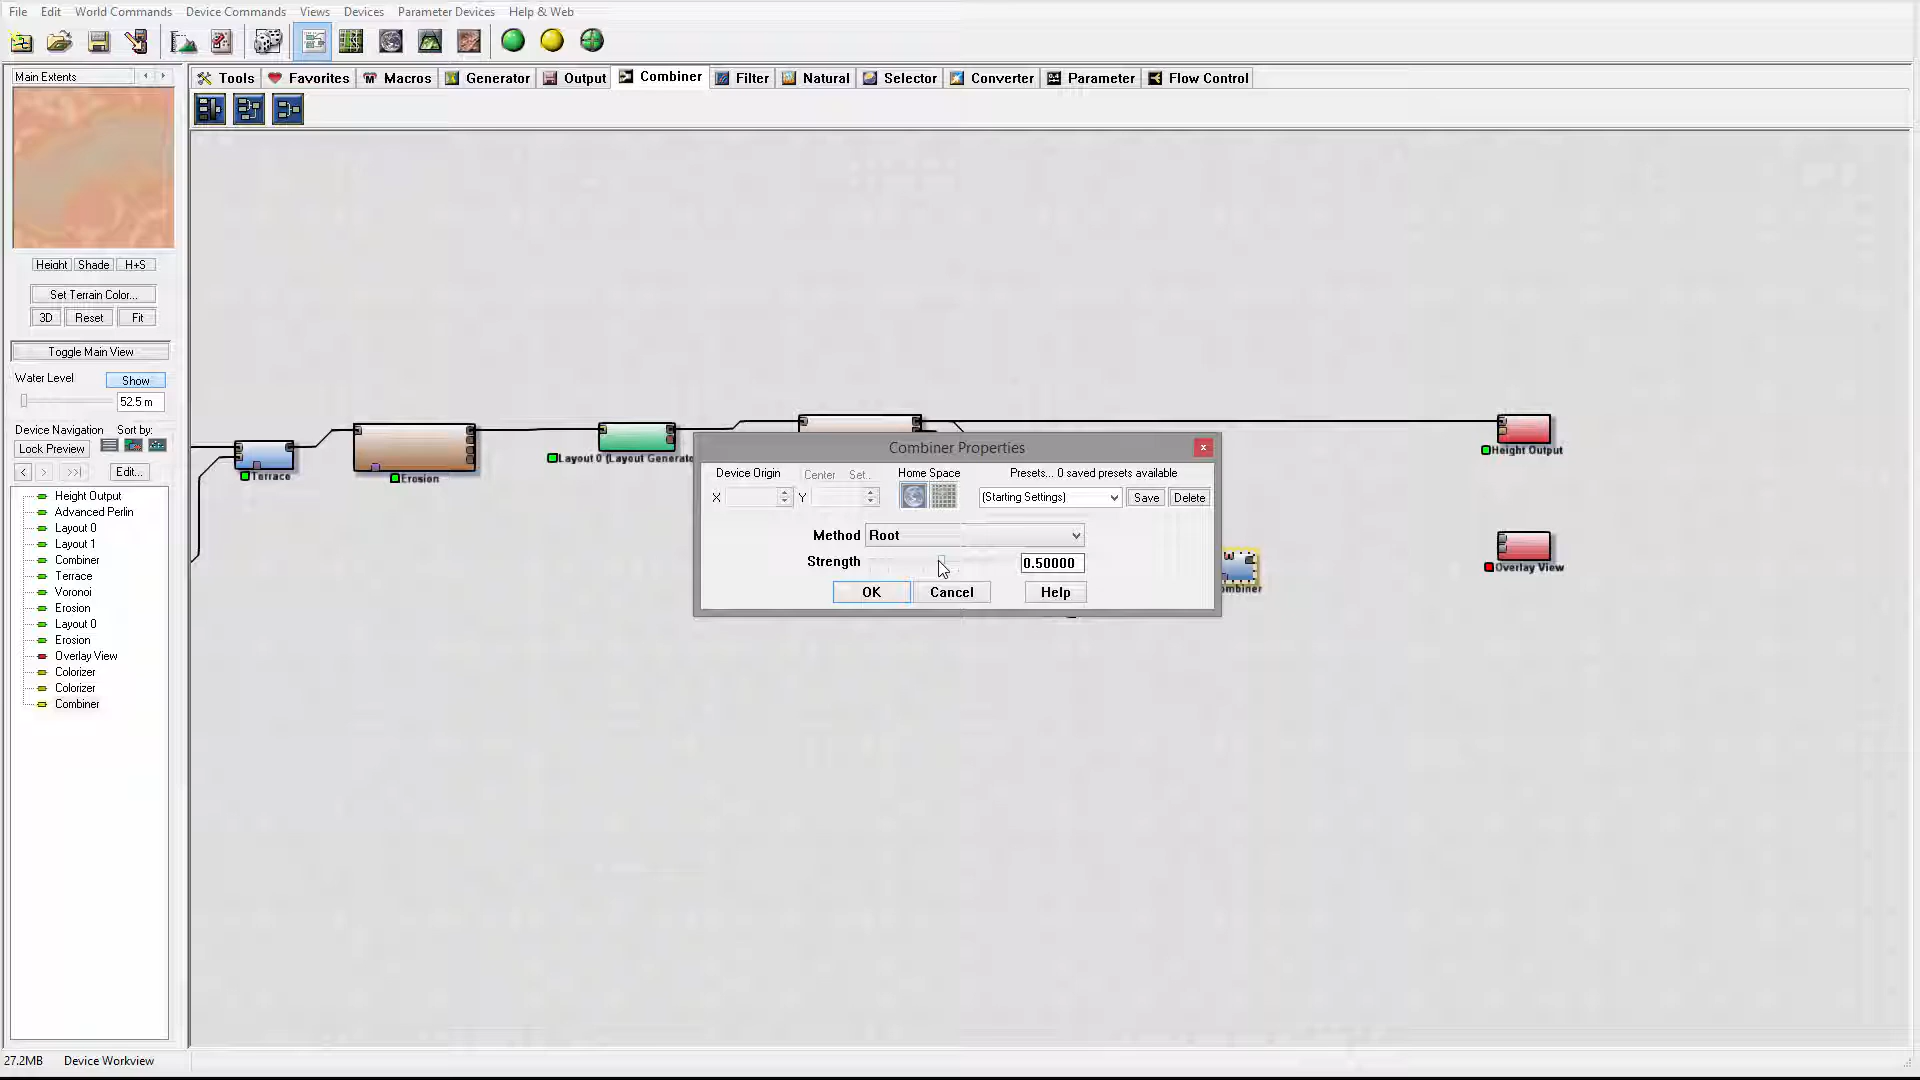 File Edit World Commands Device Commands Views Devices Parameter Devices Help & Web
Main Extents
Tools Favorites Macros Generator Output Combiner Filter Natural Selector Converter Parameter Flow Control
Height Shade H+S
Set Terrain Color...
3D Reset Fit
Toggle Main View
Water Level Show
52.5 m
Device Navigation Sort by:
Lock Preview
Edit...
Height Output
Advanced Perlin
Layout 0
Layout 1
Combiner
Terrace
Voronoi
Erosion
Layout 0
Erosion
Overlay View
Colorizer
Colorizer
Combiner
Terrace
Erosion
Layout 0 (Layout Generato
Height Output
Overlay View
ombiner
Combiner Properties
Device Origin Center Set... Home Space Presets... 0 saved presets available
X Y (Starting Settings) Save Delete
Method Root
Strength 0.50000
OK Cancel Help
27.2MB Device Workview